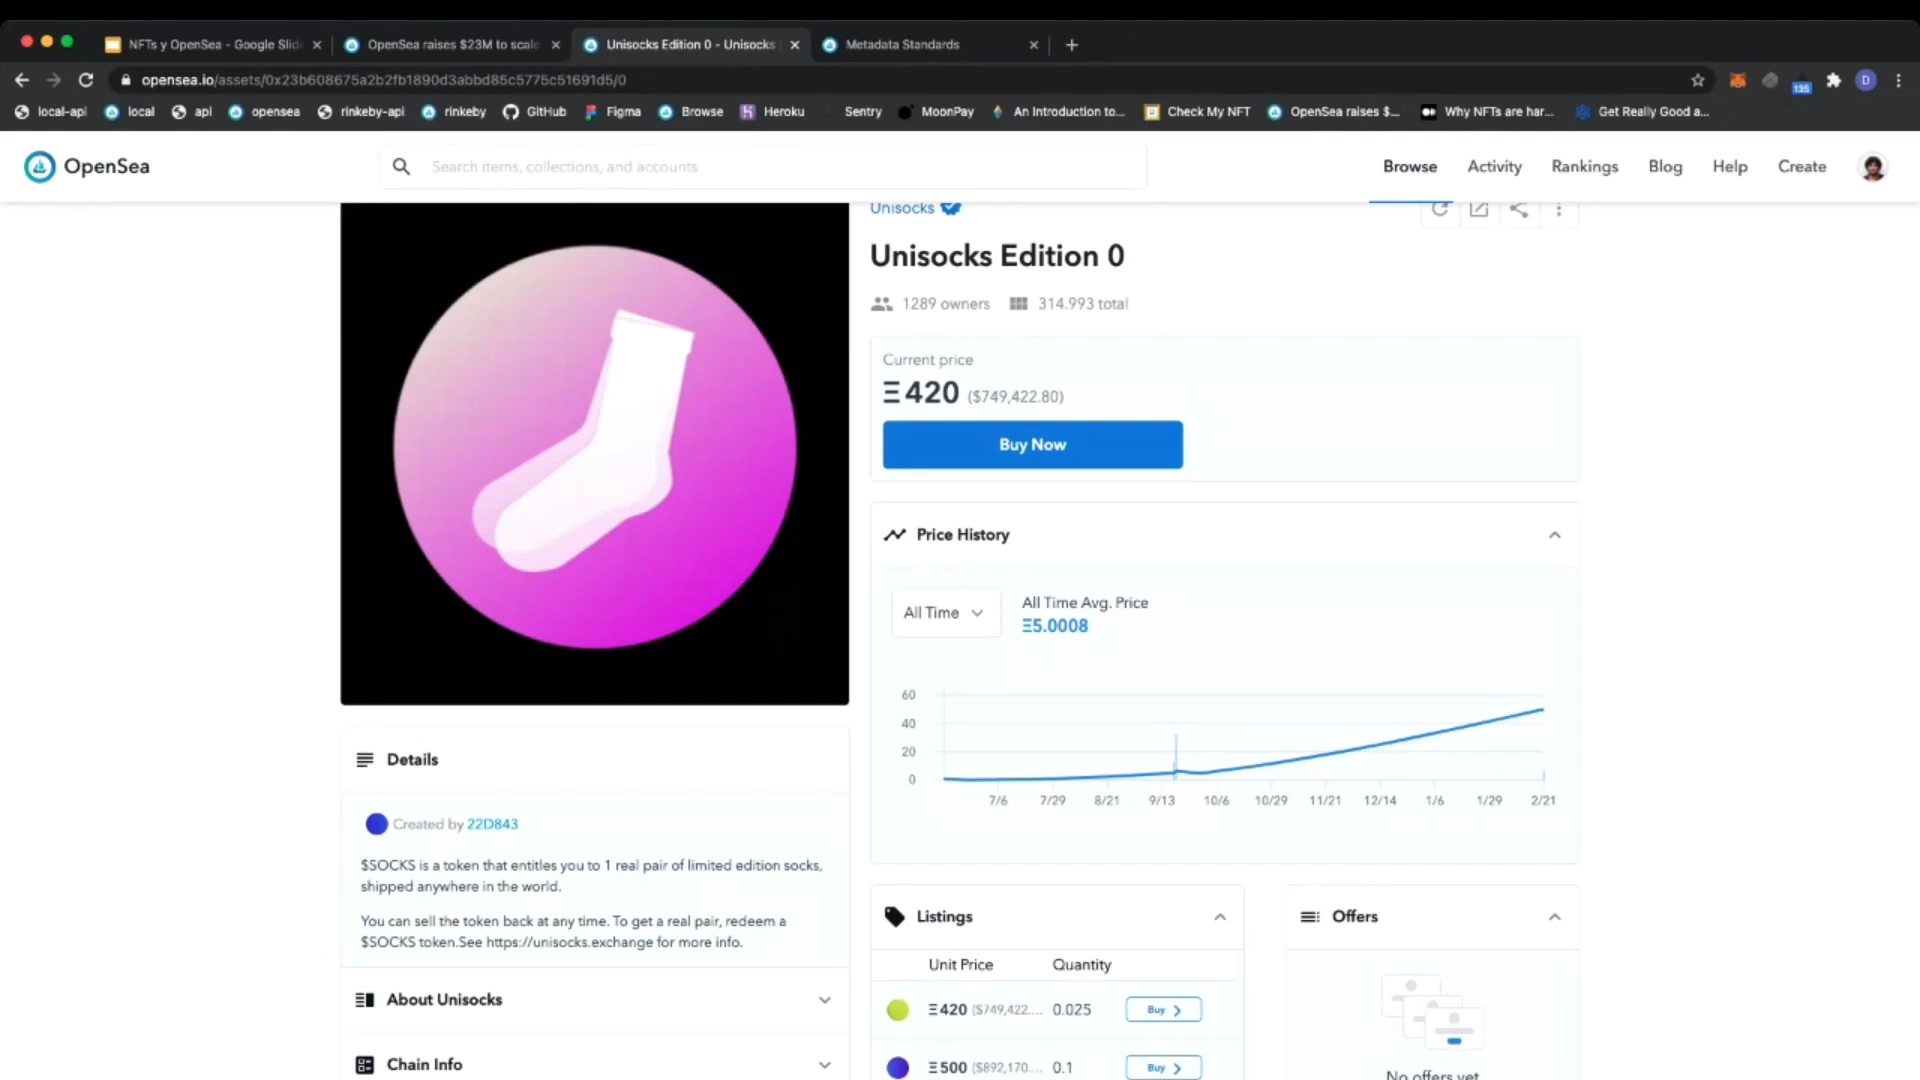 NFTs y OpenSea - Google Slid
OpenSea raises $23M to scale
Unisocks Edition 0 - Unisocks
Metadata Standards
opensea.io/assets/0x23b608675a2b2fb1890d3abbd85c5775c51691d5/0
135
D
local-api
local
api
opensea
rinkeby-api
rinkeby
GitHub
Figma
Browse
Heroku
Sentry
MoonPay
An Introduction to...
Check My NFT
OpenSea raises $...
Why NFTs are har...
Get Really Good a...
OpenSea
Search items, collections, and accounts
Browse
Activity
Rankings
Blog
Help
Create
Unisocks
Unisocks Edition 0
1289 owners
314.993 total
Current price
Ξ420 ($749,422.80)
Buy Now
Price History
All Time
All Time Avg. Price
Ξ5.0008
60
40
20
0
7/6 7/29 8/21 9/13 10/6 10/29 11/21 12/14 1/6 1/29 2/21
Details
Created by 22D843
$SOCKS is a token that entitles you to 1 real pair of limited edition socks,
shipped anywhere in the world.
You can sell the token back at any time. To get a real pair, redeem a
$SOCKS token.See https://unisocks.exchange for more info.
About Unisocks
Chain Info
Listings
Unit Price Quantity
Ξ420 ($749,422.... 0.025 Buy
Ξ500 ($892,170.... 0.1 Buy
Offers
No offers yet